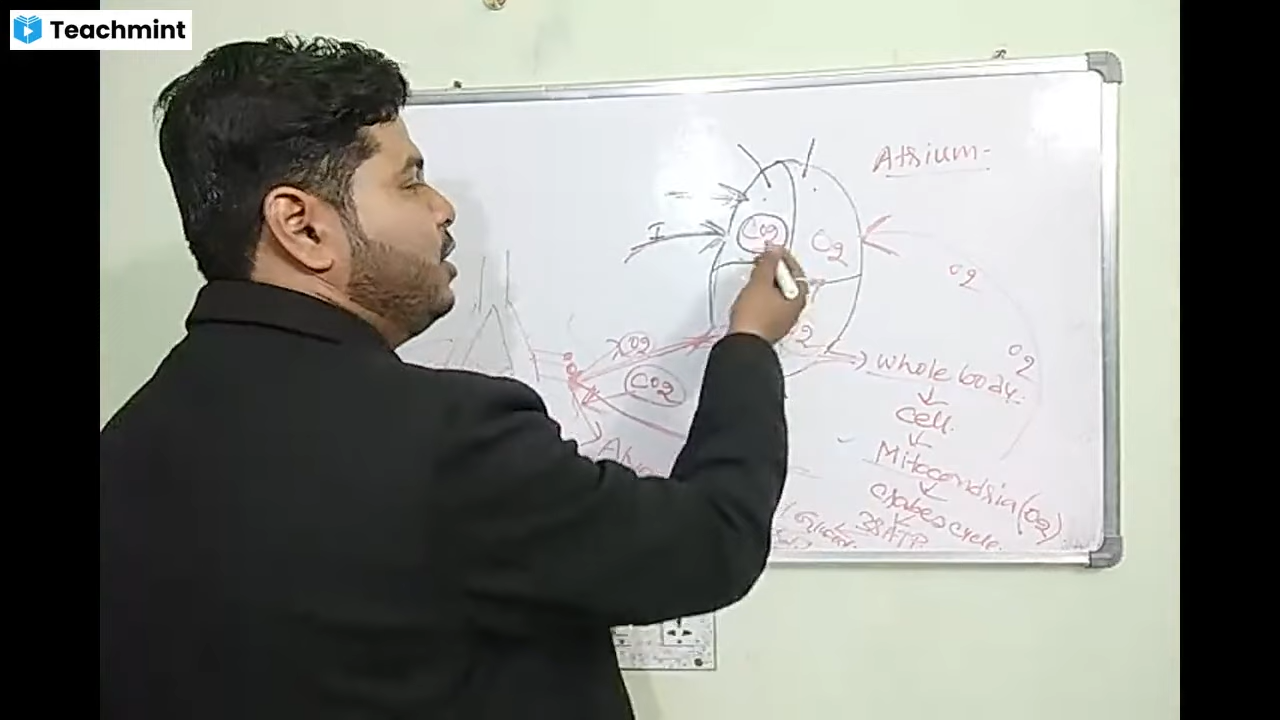 Teachmint
Atrium-
I
CO2
O2
O2
O2
CO2
whole body
cell.
Mitocondria (O2)
crabes cycle.
38 ATP